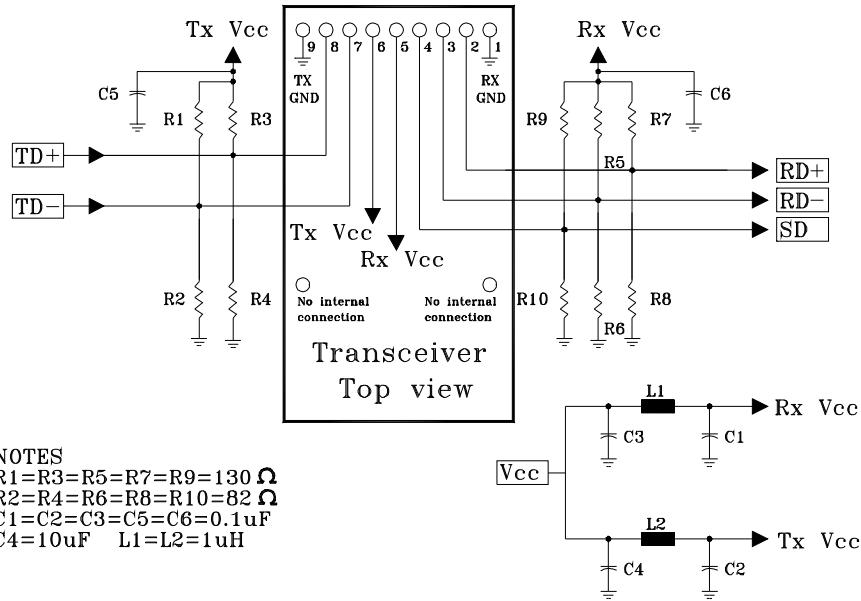 Tx Vcc
Rx Vcc
9 8 7 6 5 4 3 2 1
TX
GND
RX
GND
C5
C6
R1
R3
R9
R7
TD+
R5
RD+
TD-
RD-
Tx Vcc
SD
Rx Vcc
R2
R4
No internal
connection
No internal
connection
R10
R8
R6
Transceiver
Top view
L1
Rx Vcc
C3
C1
Vcc
NOTES
R1=R3=R5=R7=R9=130 Ω
R2=R4=R6=R8=R10=82 Ω
C1=C2=C3=C5=C6=0.1uF
C4=10uF L1=L2=1uH
L2
Tx Vcc
C4
C2